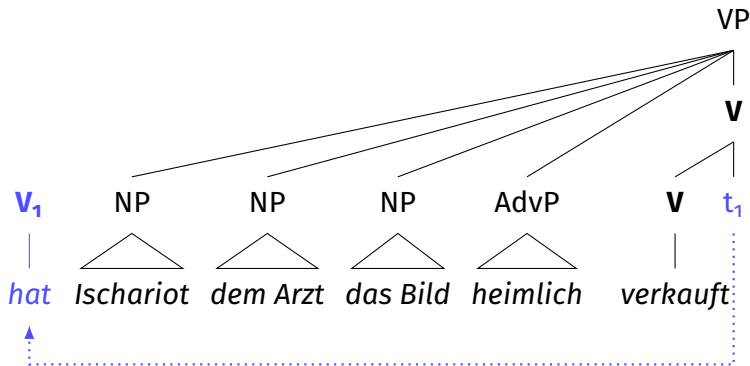 VP
V
V₁ NP NP NP AdvP V t₁
hat Ischariot dem Arzt das Bild heimlich verkauft